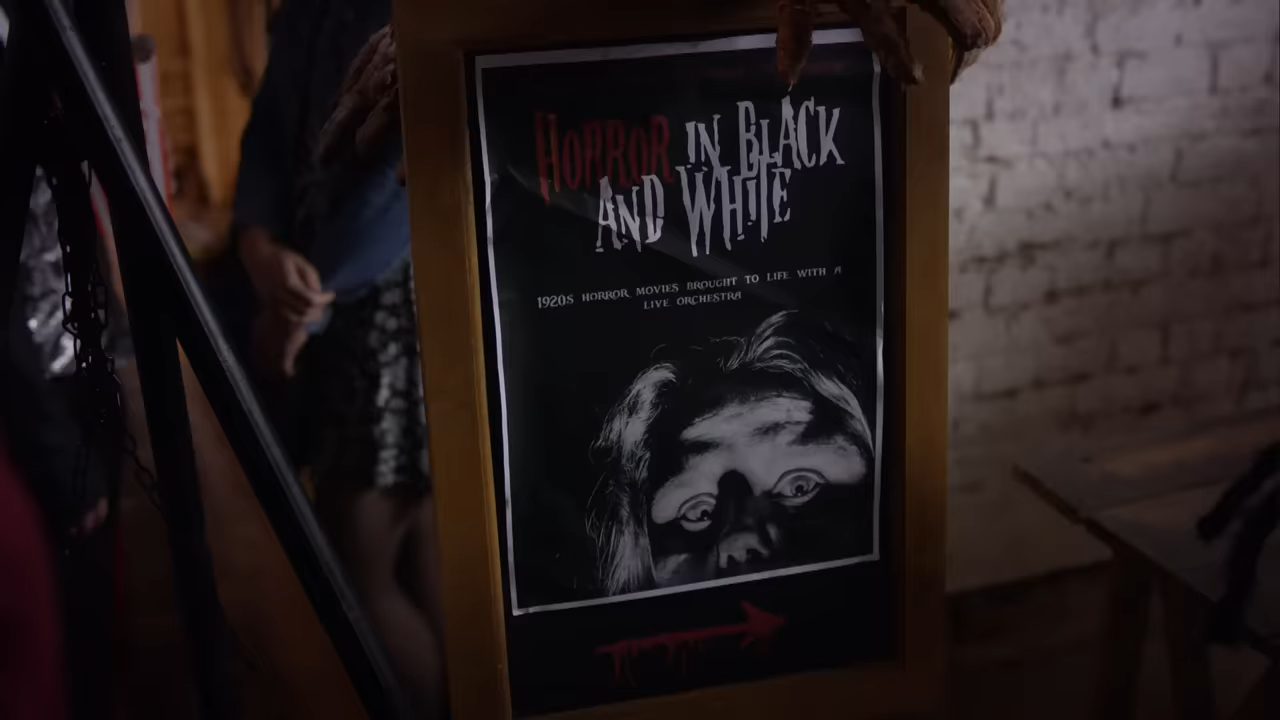 HORROR IN BLACK
AND WHITE
1920S HORROR MOVIES BROUGHT TO LIFE WITH A
LIVE ORCHESTRA